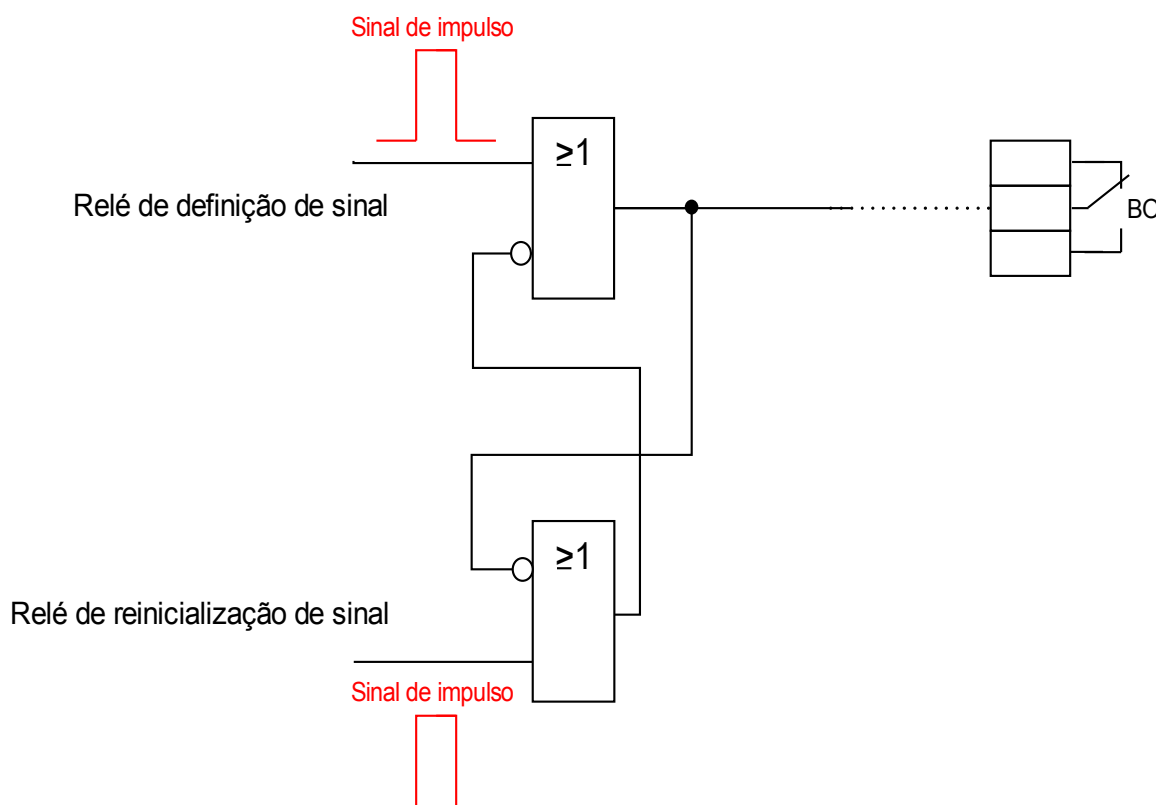 Sinal de impulso
≥1
Relé de definição de sinal
BO
≥1
Relé de reinicialização de sinal
Sinal de impulso